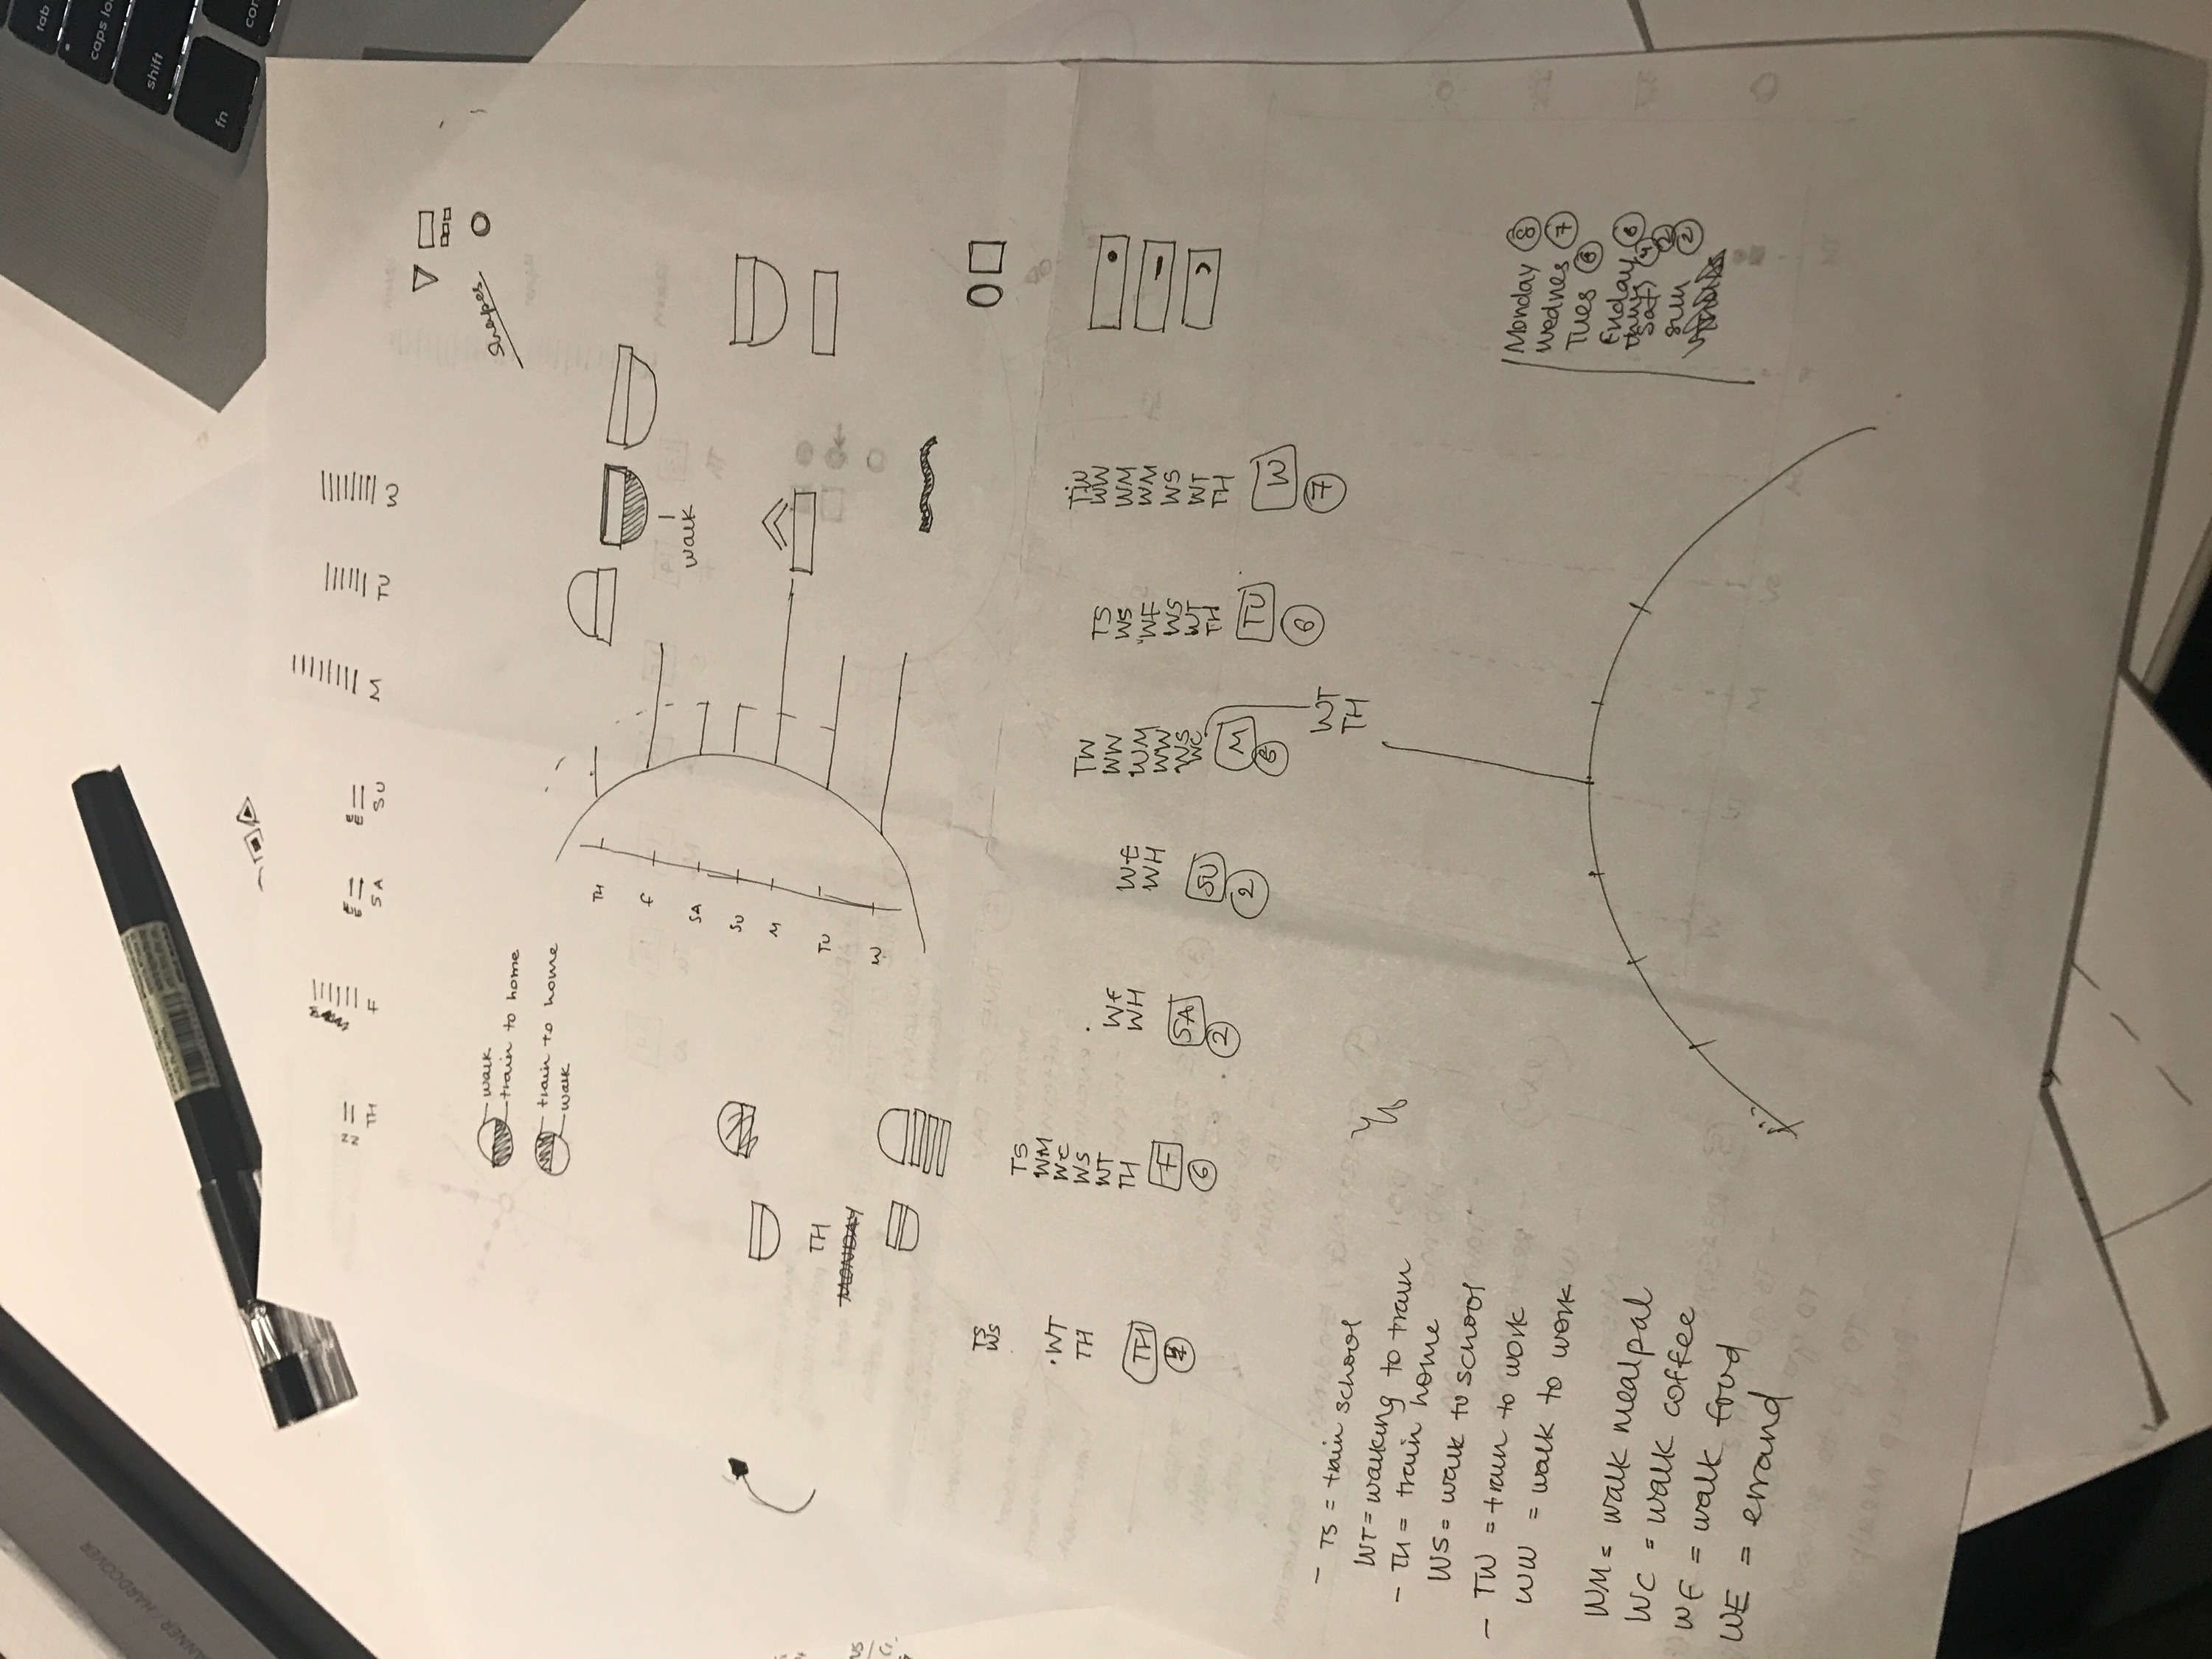 ANNER / HARDCOVER
tab
caps lo
shift
fn
con
TH
F
SA
SU
M
TU
W
walk
train to home
train to home
walk
shapes
TH
F
SA
SU
M
TU
W
walk
TH
MONDAY
TS
WS
WT
TH
TH
4
TS
WM
WC
WS
WT
TH
F
6
WF
WH
SA
2
WE
WH
SU
2
TW
WW
WM
WW
WS
WC
M
8
WT
TH
TS
WS
WF
WS
WT
TH
TU
6
TW
WW
WM
WM
WS
WT
TH
W
7
- TS = train school
WT = walking to train
- TH = train home
WS = walk to school
- TW = train to work
WW = walk to work
WM = walk mealpal
WC = walk coffee
WF = walk food
WE = errand
Monday 8
Wednes 7
Tues 6
Friday 6
Thurs 4
Sat 2
sun 2